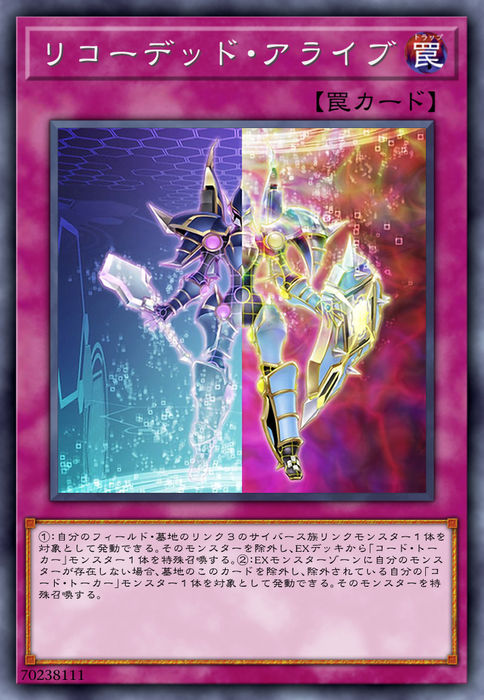 リコーデッド・アライブ
トラップ
罠
【罠カード】
①：自分のフィールド・墓地のリンク３のサイバース族リンクモンスター１体を
対象として発動できる。そのモンスターを除外し、EXデッキから「コード・トー
カー」モンスター１体を特殊召喚する。②：EXモンスターゾーンに自分のモンス
ターが存在しない場合、墓地のこのカードを除外し、除外されている自分の「コ
ード・トーカー」モンスター１体を対象として発動できる。そのモンスターを特
殊召喚する。
70238111